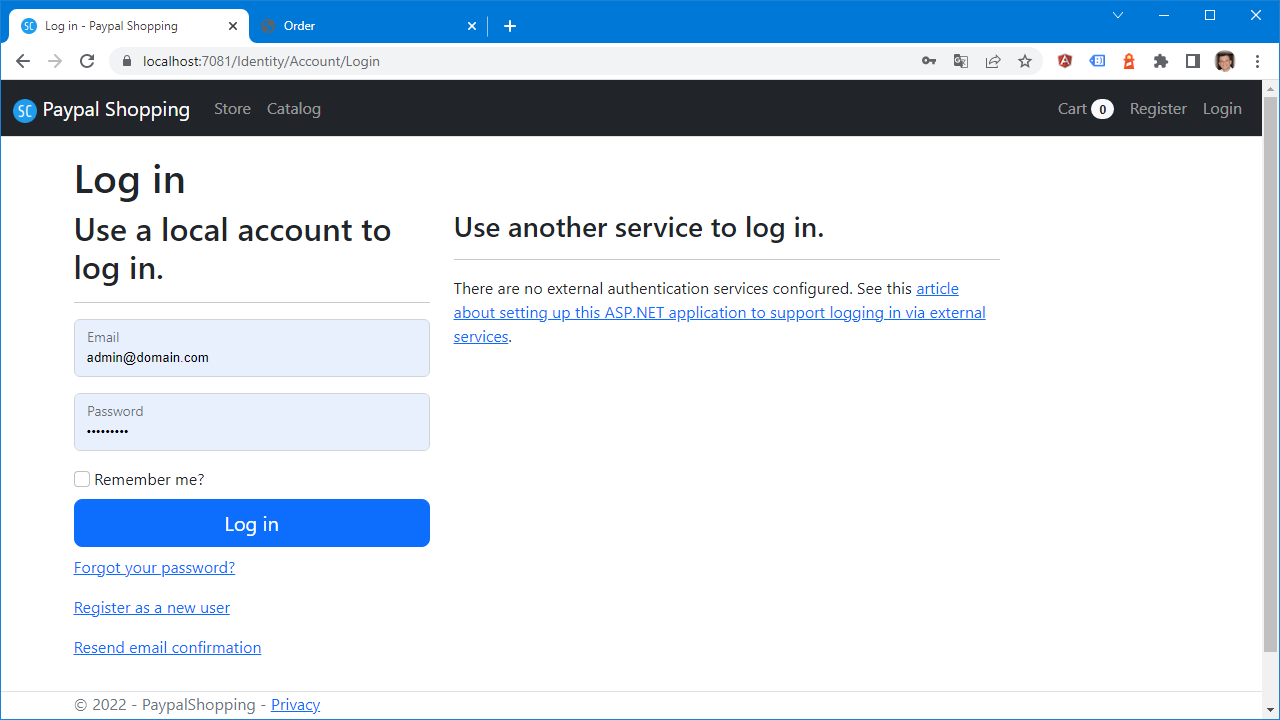 Log in - Paypal Shopping
Order
localhost:7081/Identity/Account/Login
SC Paypal Shopping Store Catalog Cart 0 Register Login
Log in
Use a local account to
log in.
Email
admin@domain.com
Password
•••••••••
Remember me?
Log in
Forgot your password?
Register as a new user
Resend email confirmation
Use another service to log in.
There are no external authentication services configured. See this article
about setting up this ASP.NET application to support logging in via external
services.
© 2022 - PaypalShopping - Privacy